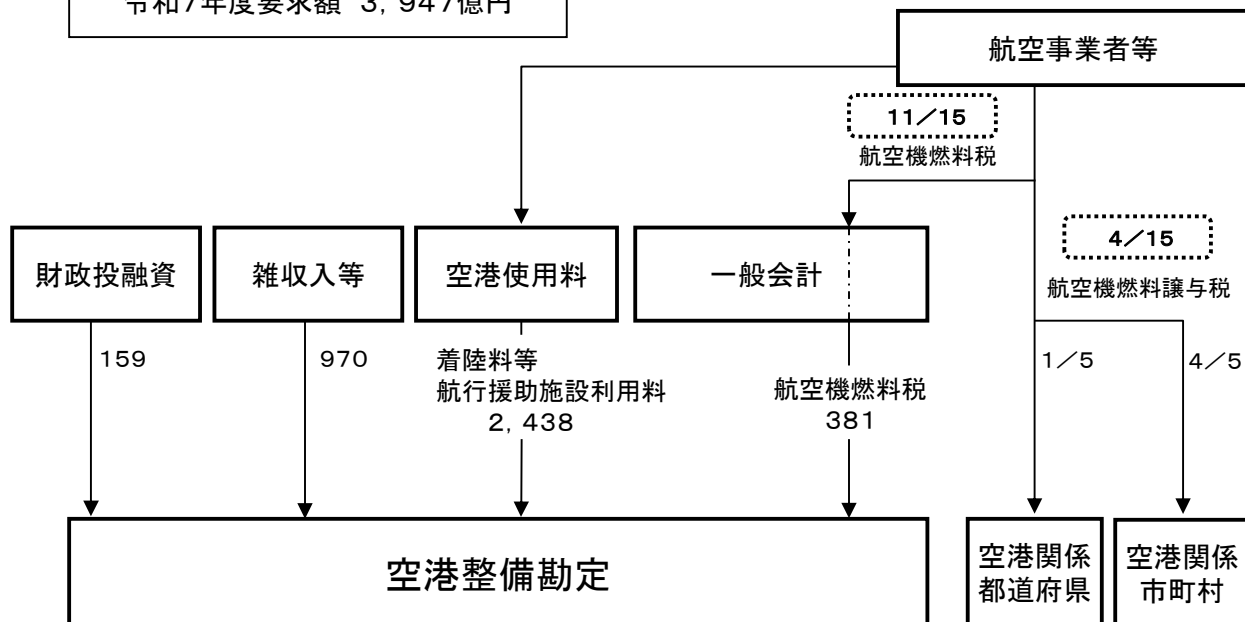 令和7年度要求額 3，947億円
航空事業者等
11／15
航空機燃料税
4／15
航空機燃料譲与税
財政投融資
雑収入等
空港使用料
一般会計
159
970
着陸料等
航行援助施設利用料
2，438
航空機燃料税
381
1／5
4／5
空港整備勘定
空港関係
都道府県
空港関係
市町村